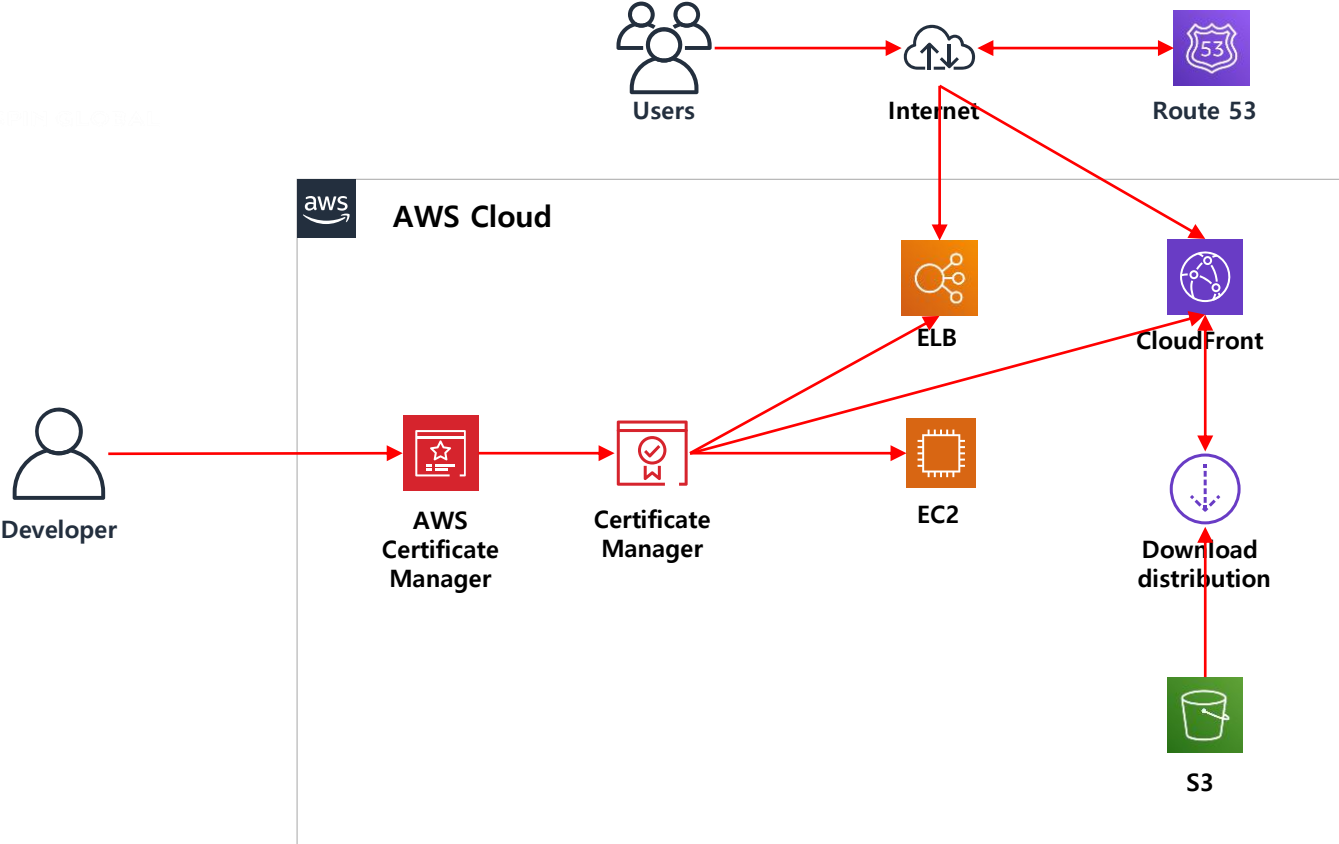 53
Users
Internet
Route 53
aws
AWS Cloud
ELB
CloudFront
Developer
AWS
Certificate
Manager
Certificate
Manager
EC2
Download
distribution
S3